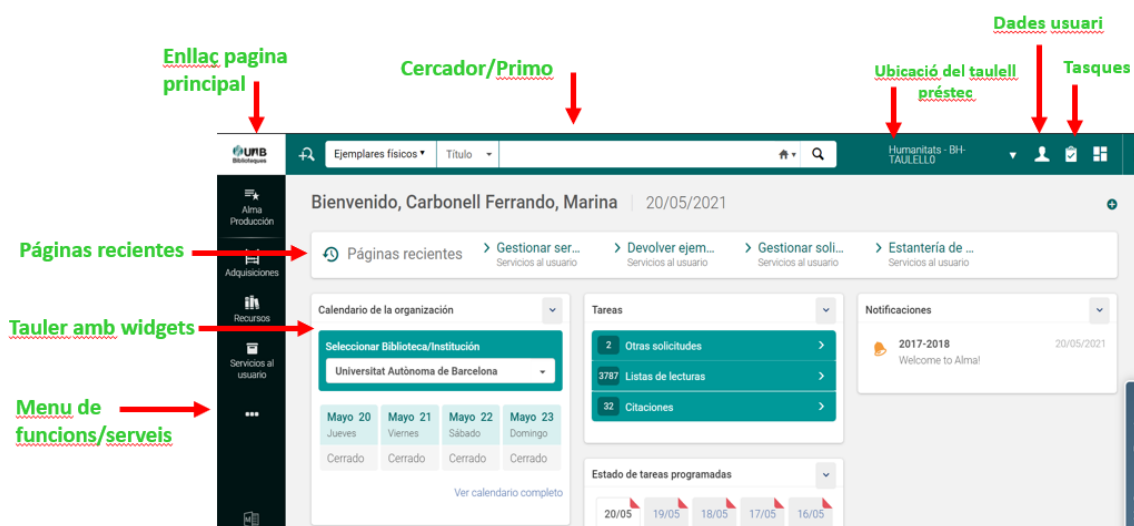 Dades usuari
Enllaç pagina
principal
Cercador/Primo
Ubicació del taulell
préstec
Tasques
UAB
Biblioteques
Ejemplares físicos
Título
Humanitats - BH-
TAULELL0
Alma
Producción
Bienvenido, Carbonell Ferrando, Marina
20/05/2021
Páginas recientes
Páginas recientes
Gestionar ser...
Servicios al usuario
Devolver ejem...
Servicios al usuario
Gestionar soli...
Servicios al usuario
Estantería de ...
Servicios al usuario
Adquisiciones
Recursos
Servicios al
usuario
Tauler amb widgets
Menu de
funcions/serveis
Calendario de la organización
Seleccionar Biblioteca/Institución
Universitat Autònoma de Barcelona
Mayo 20 Mayo 21 Mayo 22 Mayo 23
Jueves Viernes Sábado Domingo
Cerrado Cerrado Cerrado Cerrado
Ver calendario completo
Tareas
2 Otras solicitudes
3787 Listas de lecturas
32 Citaciones
Estado de tareas programadas
20/05 19/05 18/05 17/05 16/05
Notificaciones
2017-2018
20/05/2021
Welcome to Alma!